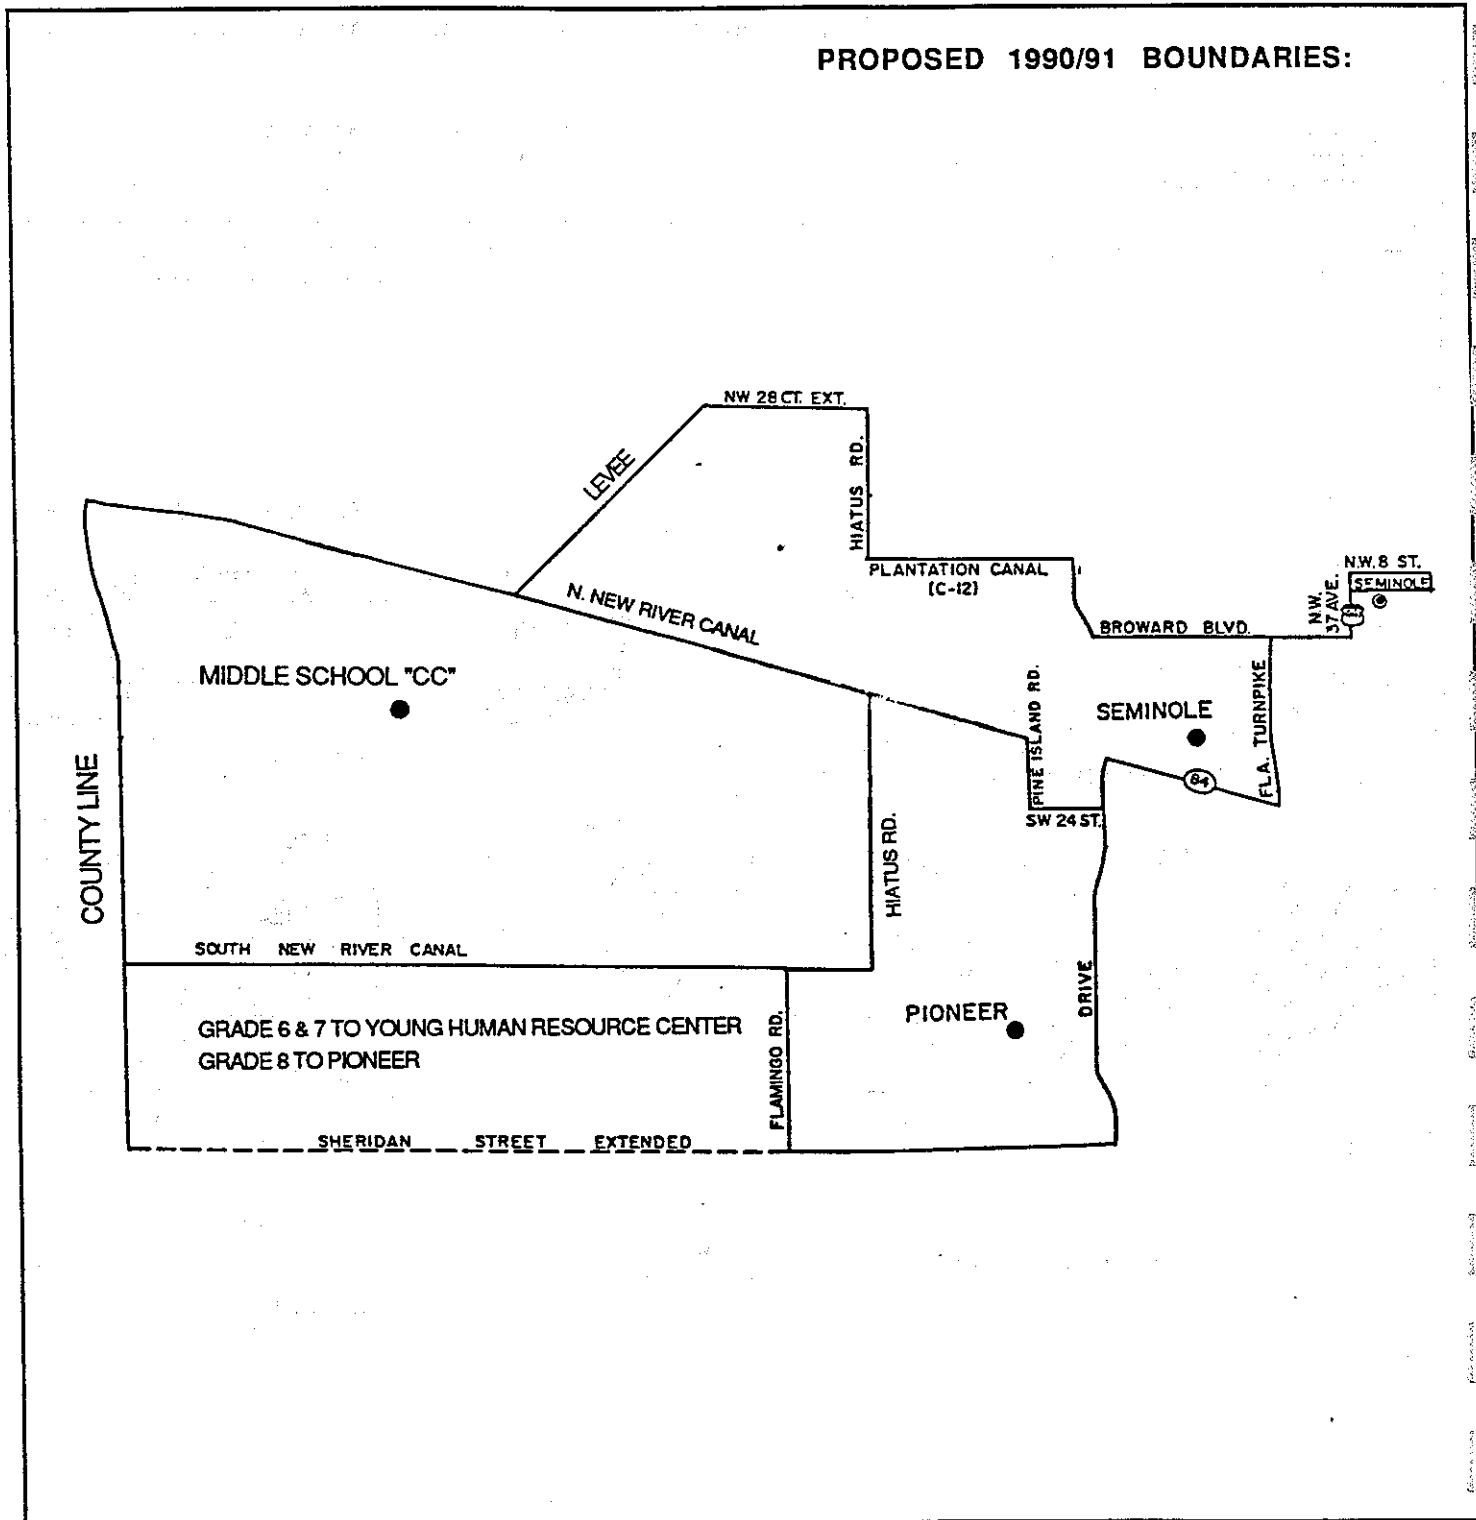 PROPOSED 1990/91 BOUNDARIES:
NW 28 CT. EXT.
LEVEE
HIATUS RD.
PLANTATION CANAL
(C-12)
N.W. 8 ST.
SEMINOLE
N.W.
37 AVE.
BROWARD BLVD.
N. NEW RIVER CANAL
MIDDLE SCHOOL "CC"
PINE ISLAND RD.
SEMINOLE
FLA. TURNPIKE
84
SW 24 ST.
COUNTY LINE
HIATUS RD.
SOUTH NEW RIVER CANAL
DRIVE
PIONEER
GRADE 6 & 7 TO YOUNG HUMAN RESOURCE CENTER
GRADE 8 TO PIONEER
FLAMINGO RD.
SHERIDAN STREET EXTENDED